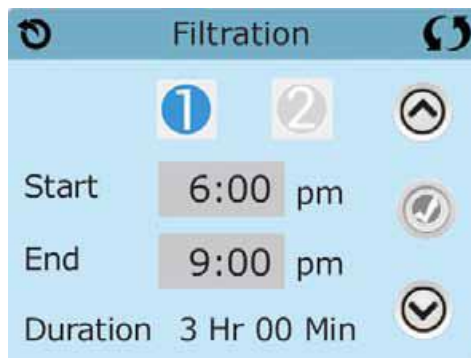 Filtration
1 2
Start 6:00 pm
End 9:00 pm
Duration 3 Hr 00 Min